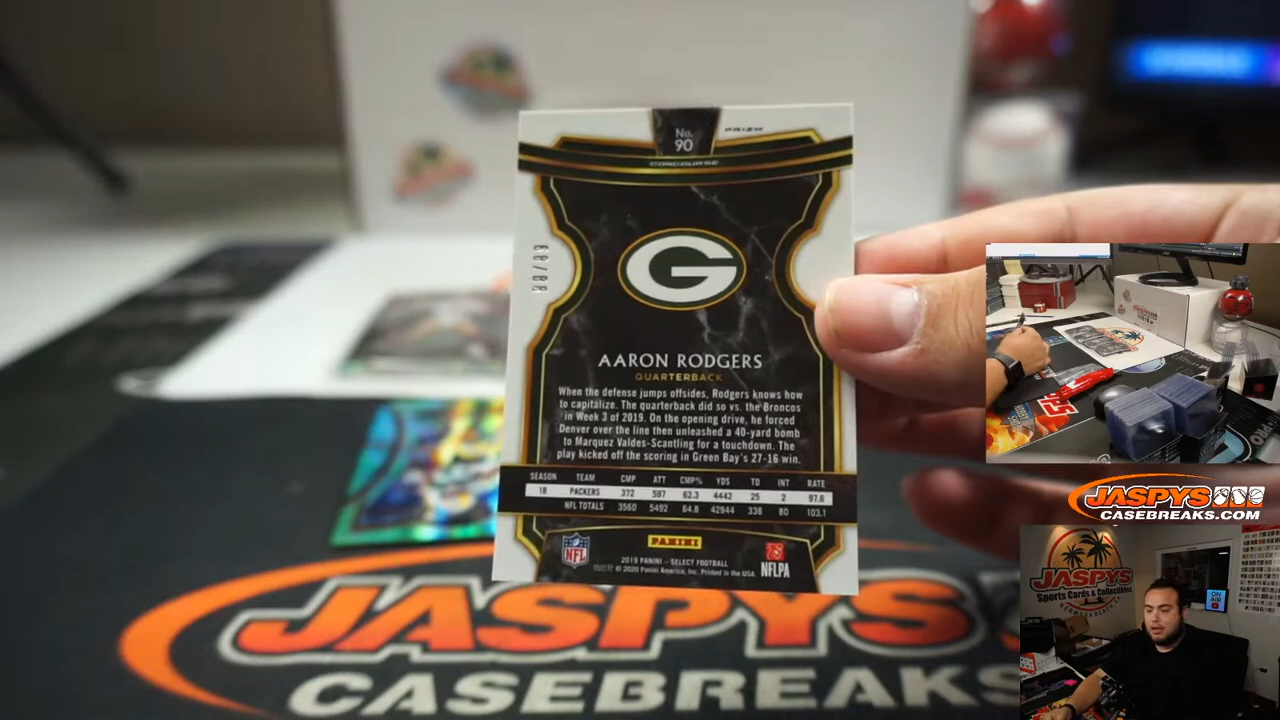 No.
90
PRIZM
CONCOURSE
AARON RODGERS
QUARTERBACK
When the defense jumps offsides, Rodgers knows how
to capitalize. The quarterback did so vs. the Broncos
in Week 3 of 2019. On the opening drive, he forced
Denver over the line then unleashed a 40-yard bomb
to Marquez Valdes-Scantling for a touchdown. The
play kicked off the scoring in Green Bay's 27-16 win.
SEASON TEAM CMP ATT CMP% YDS TD INT RATE
18 PACKERS 372 597 62.3 4442 25 2 97.6
NFL TOTALS 3560 5492 64.8 42944 338 80 103.1
NFL
PANINI
NFLPA
2019 PANINI - SELECT FOOTBALL
© 2020 Panini America, Inc. Printed in the USA.
JASPYS
CASEBREAKS
JASPYS
CASEBREAKS.COM
JASPYS
Sports Cards & Collectibles
HERMOSA BEACH, CA
ON
AIR